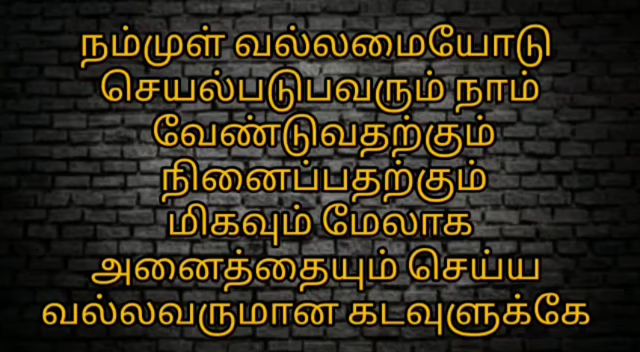 நம்முள் வல்லமையோடு
செயல்படுபவரும் நாம்
வேண்டுவதற்கும்
நினைப்பதற்கும்
மிகவும் மேலாக
அனைத்தையும் செய்ய
வல்லவருமான கடவுளுக்கே